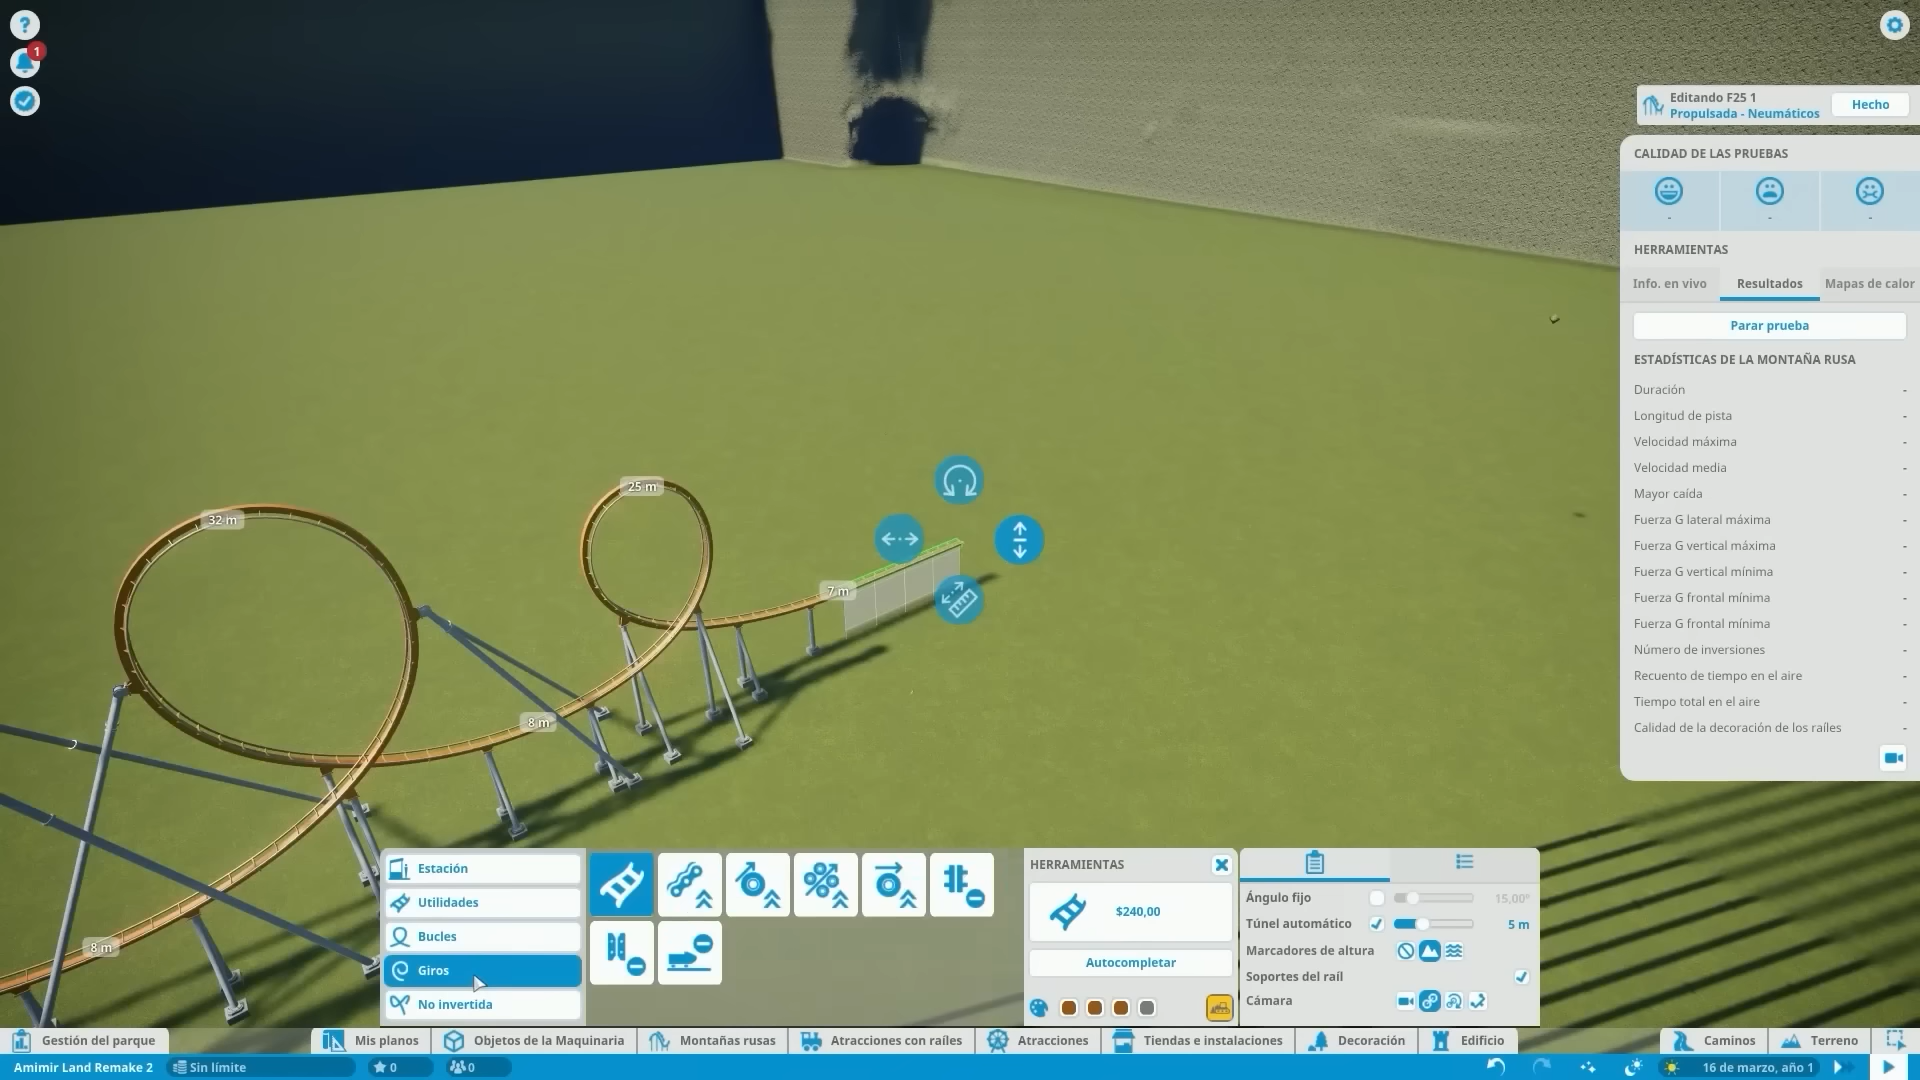 ?
1
Editando F25 1
Propulsada - Neumáticos
Hecho
CALIDAD DE LAS PRUEBAS
-
-
-
HERRAMIENTAS
Info. en vivo
Resultados
Mapas de calor
Parar prueba
ESTADÍSTICAS DE LA MONTAÑA RUSA
Duración -
Longitud de pista -
Velocidad máxima -
Velocidad media -
Mayor caída -
Fuerza G lateral máxima -
Fuerza G vertical máxima -
Fuerza G vertical mínima -
Fuerza G frontal mínima -
Fuerza G frontal mínima -
Número de inversiones -
Recuento de tiempo en el aire -
Tiempo total en el aire -
Calidad de la decoración de los raíles -
25 m
32 m
7 m
8 m
8 m
Estación
Utilidades
Bucles
Giros
No invertida
HERRAMIENTAS
$240,00
Autocompletar
Ángulo fijo 15,00°
Túnel automático 5 m
Marcadores de altura
Soportes del raíl
Cámara
Gestión del parque
Mis planos
Objetos de la Maquinaria
Montañas rusas
Atracciones con raíles
Atracciones
Tiendas e instalaciones
Decoración
Edificio
Caminos
Terreno
Amimir Land Remake 2
Sin límite
0
0
16 de marzo, año 1